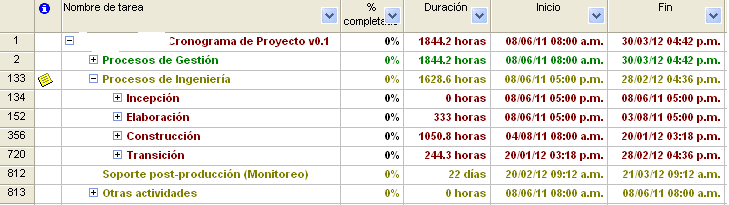 Nombre de tarea % completado Duración Inicio Fin
1 Cronograma de Proyecto v0.1 0% 1844.2 horas 08/06/11 08:00 a.m. 30/03/12 04:42 p.m.
2 Procesos de Gestión 0% 1844.2 horas 08/06/11 08:00 a.m. 30/03/12 04:42 p.m.
133 Procesos de Ingeniería 0% 1628.6 horas 08/06/11 05:00 p.m. 28/02/12 04:36 p.m.
134 Incepción 0% 0 horas 08/06/11 05:00 p.m. 08/06/11 05:00 p.m.
152 Elaboración 0% 333 horas 08/06/11 05:00 p.m. 03/08/11 05:00 p.m.
356 Construcción 0% 1050.8 horas 04/08/11 08:00 a.m. 20/01/12 03:18 p.m.
720 Transición 0% 244.3 horas 20/01/12 03:18 p.m. 28/02/12 04:36 p.m.
812 Soporte post-producción (Monitoreo) 0% 22 días 20/02/12 09:12 a.m. 21/03/12 09:12 a.m.
813 Otras actividades 0% 0 horas 08/06/11 08:00 a.m. 08/06/11 08:00 a.m.